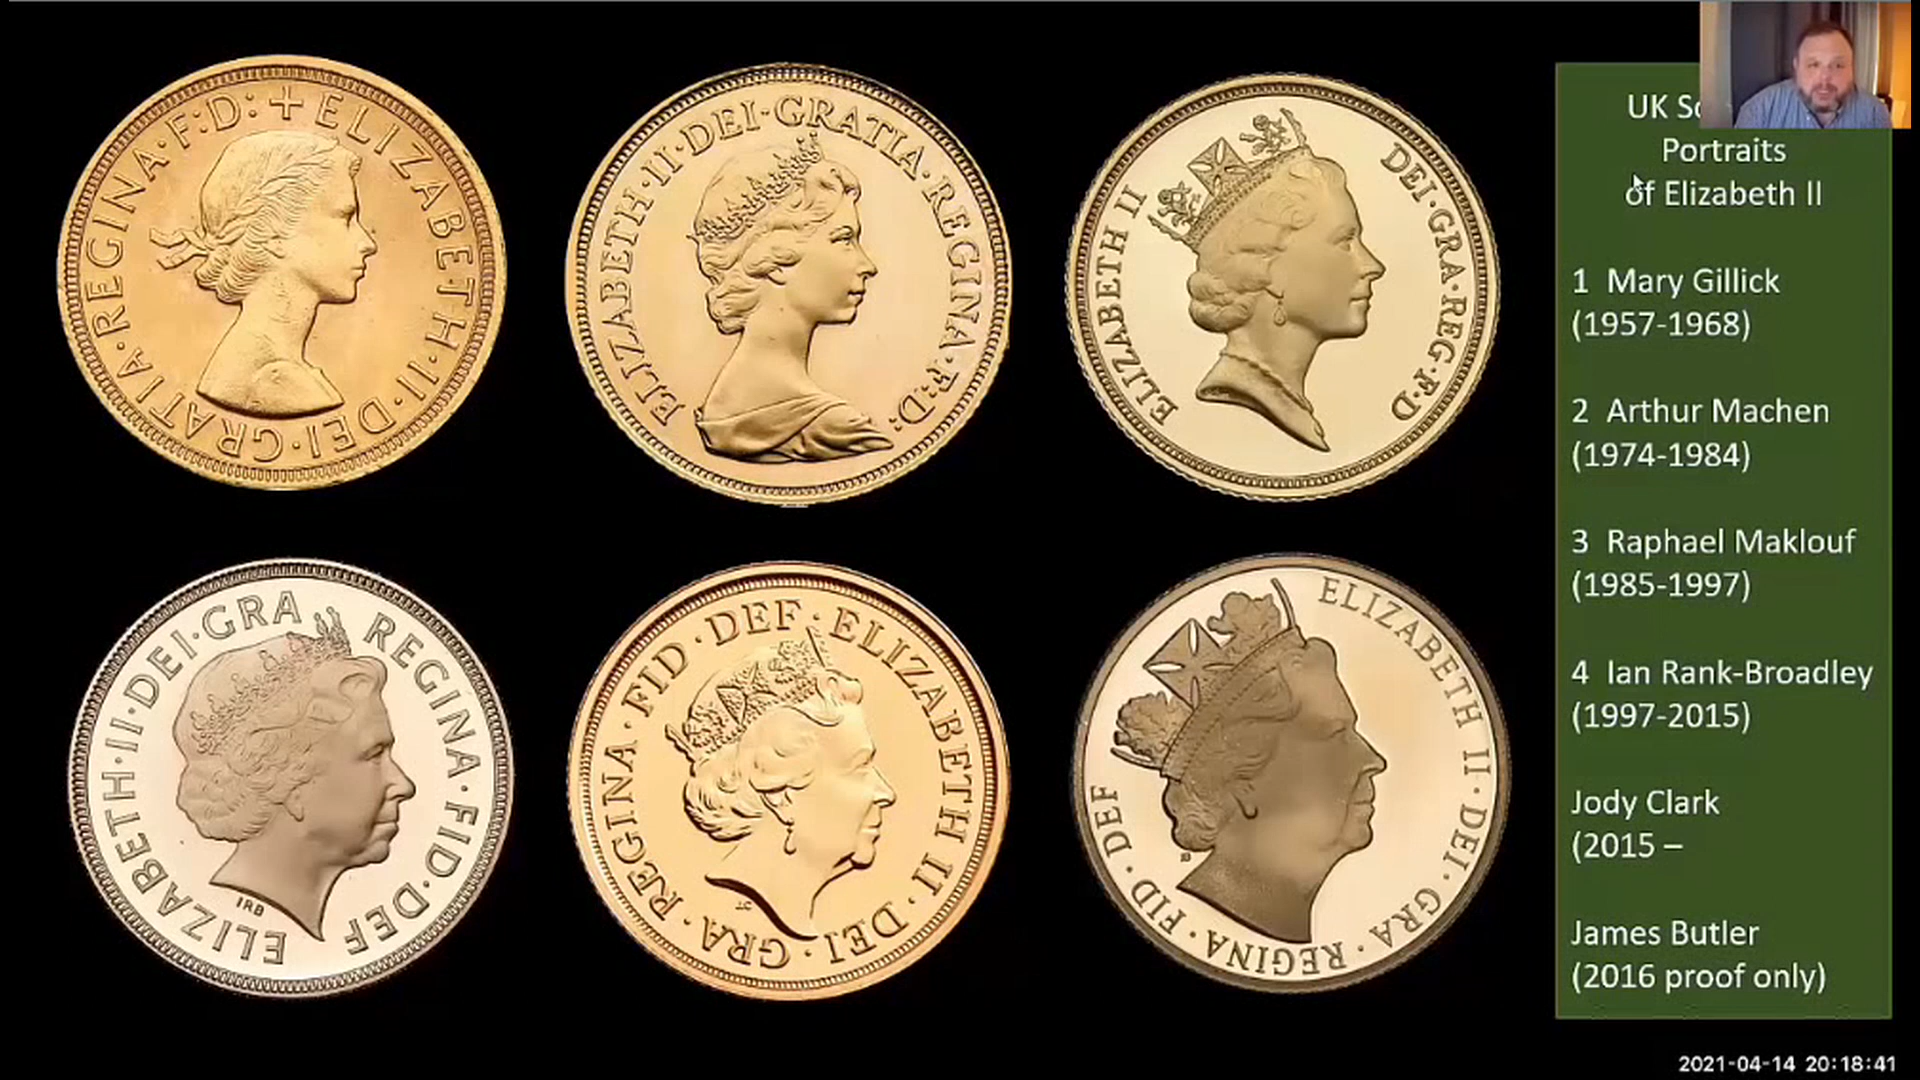 ELIZABETH·II·DEI·GRATIA·REGINA·F:D:+
ELIZABETH·II·DEI·GRATIA·REGINA·F:D:
ELIZABETH II DEI·GRA·REG·F·D
ELIZABETH·II·DEI·GRA REGINA·FID·DEF
IRB
ELIZABETH II·DEI·GRA·REGINA·FID·DEF·
JC
ELIZABETH II·DEI·GRA·REGINA·FID·DEF
UK
Portraits
of Elizabeth II
1 Mary Gillick
(1957-1968)
2 Arthur Machen
(1974-1984)
3 Raphael Maklouf
(1985-1997)
4 Ian Rank-Broadley
(1997-2015)
Jody Clark
(2015 –
James Butler
(2016 proof only)
2021-04-14 20:18:41